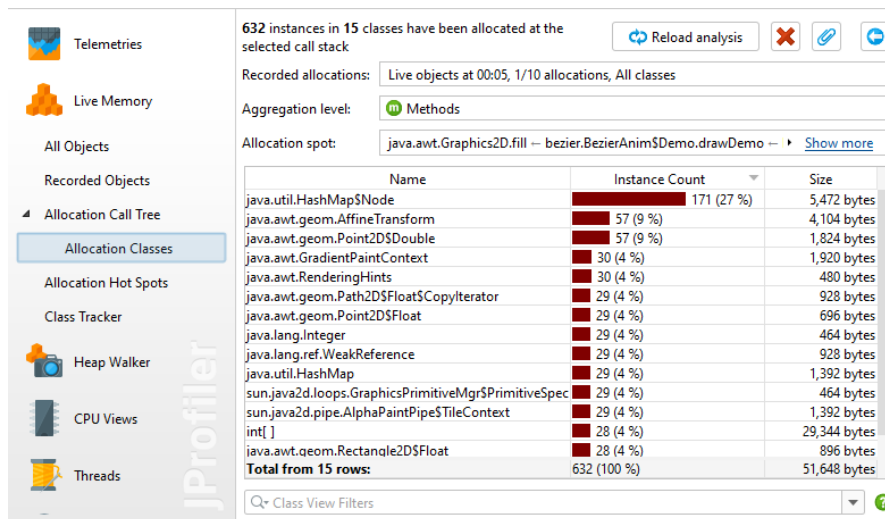 Telemetries
Live Memory
All Objects
Recorded Objects
Allocation Call Tree
Allocation Classes
Allocation Hot Spots
Class Tracker
Heap Walker
CPU Views
Threads
JProfiler
632 instances in 15 classes have been allocated at the
selected call stack
Reload analysis
Recorded allocations: Live objects at 00:05, 1/10 allocations, All classes
Aggregation level: m Methods
Allocation spot: java.awt.Graphics2D.fill ← bezier.BezierAnim$Demo.drawDemo ← Show more
Name Instance Count Size
java.util.HashMap$Node 171 (27 %) 5,472 bytes
java.awt.geom.AffineTransform 57 (9 %) 4,104 bytes
java.awt.geom.Point2D$Double 57 (9 %) 1,824 bytes
java.awt.GradientPaintContext 30 (4 %) 1,920 bytes
java.awt.RenderingHints 30 (4 %) 480 bytes
java.awt.geom.Path2D$Float$CopyIterator 29 (4 %) 928 bytes
java.awt.geom.Point2D$Float 29 (4 %) 696 bytes
java.lang.Integer 29 (4 %) 464 bytes
java.lang.ref.WeakReference 29 (4 %) 928 bytes
java.util.HashMap 29 (4 %) 1,392 bytes
sun.java2d.loops.GraphicsPrimitiveMgr$PrimitiveSpec 29 (4 %) 464 bytes
sun.java2d.pipe.AlphaPaintPipe$TileContext 29 (4 %) 1,392 bytes
int[ ] 28 (4 %) 29,344 bytes
java.awt.geom.Rectangle2D$Float 28 (4 %) 896 bytes
Total from 15 rows: 632 (100 %) 51,648 bytes
Class View Filters
?